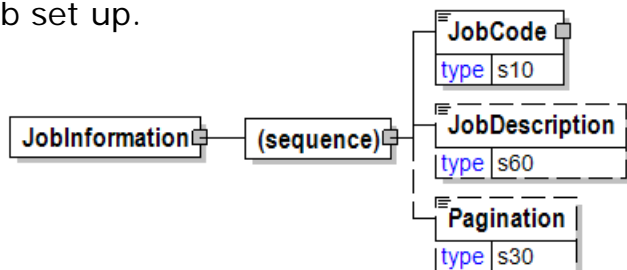 b set up.
JobCode
type s10
JobInformation
(sequence)
JobDescription
type s60
Pagination
type s30